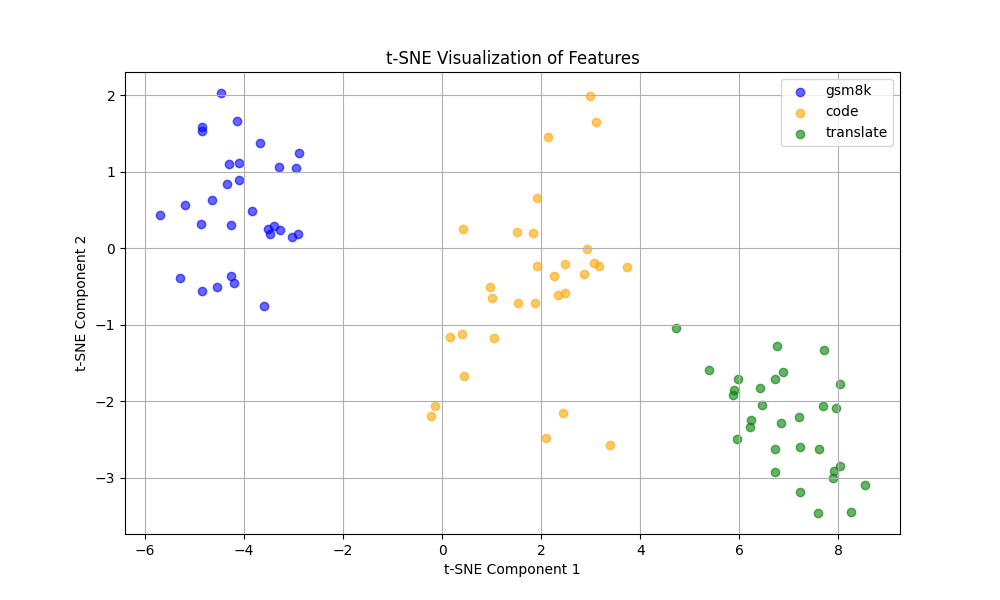 t-SNE Visualization of Features
gsm8k
code
translate
2
1
0
−1
−2
−3
t-SNE Component 2
−6 −4 −2 0 2 4 6 8
t-SNE Component 1